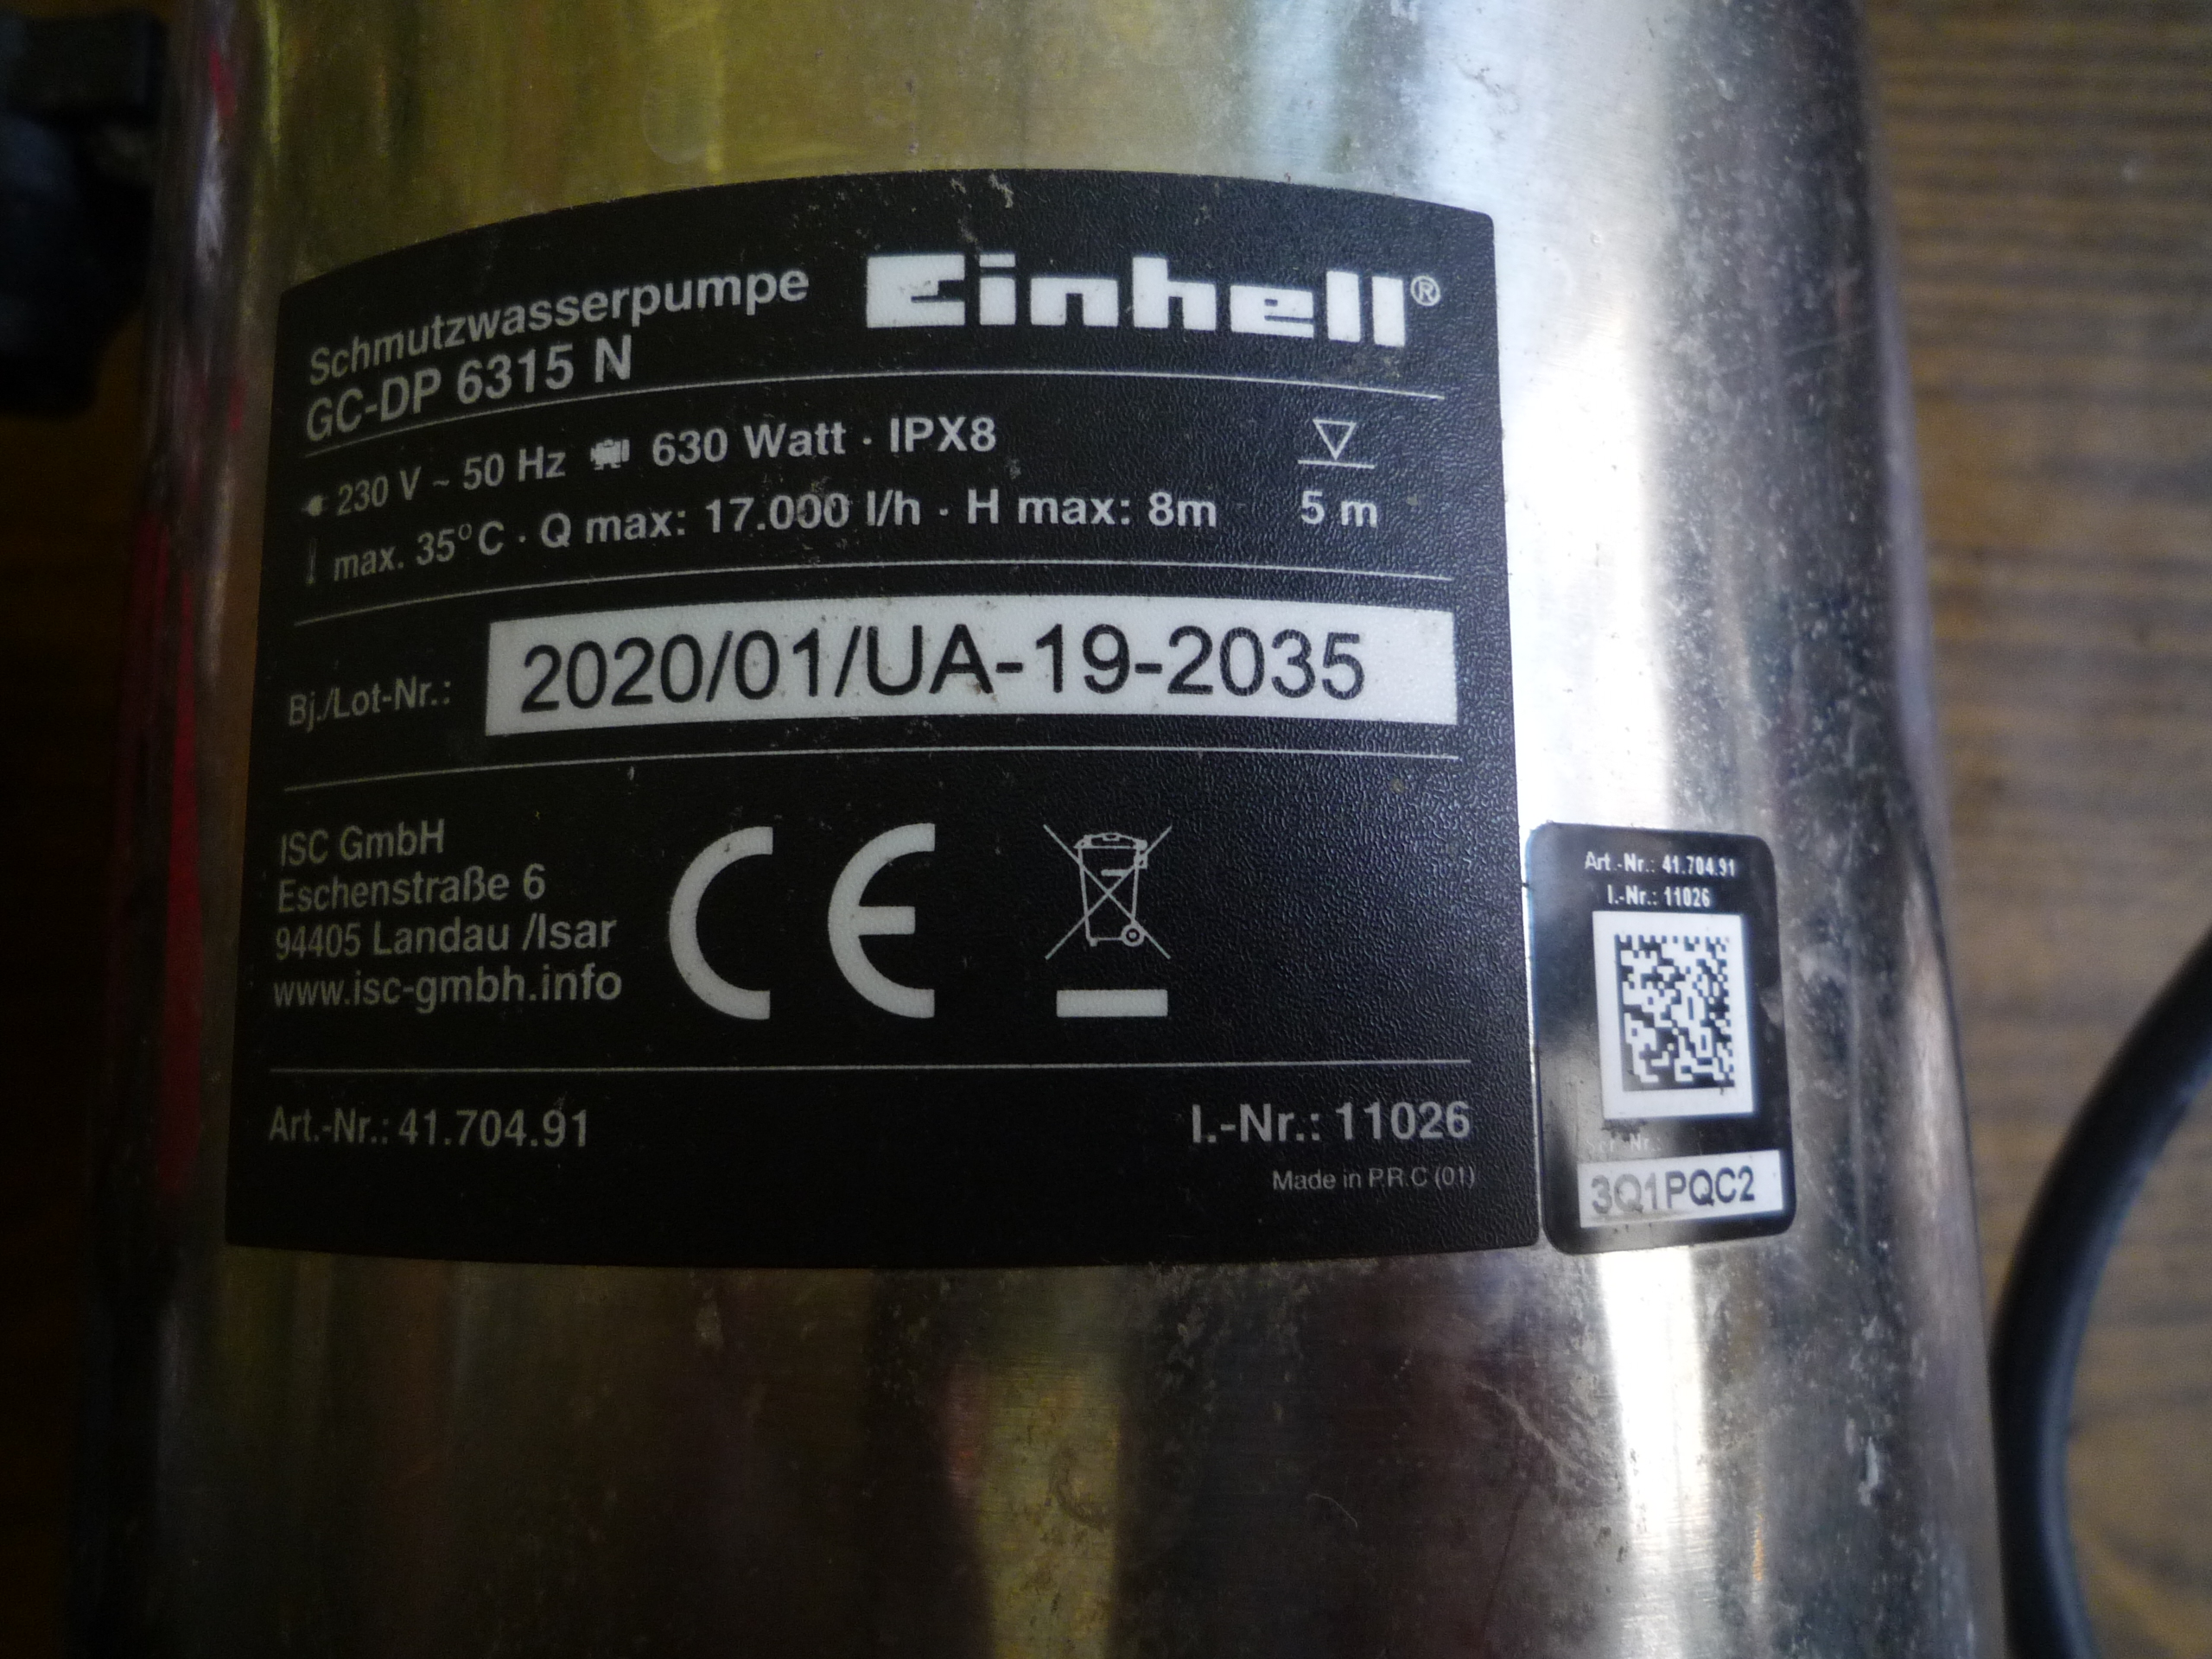 Schmutzwasserpumpe Einhell®
GC-DP 6315 N
230 V ~ 50 Hz 630 Watt · IPX8
max. 35°C · Q max: 17.000 l/h · H max: 8m 5 m
Bj./Lot-Nr.: 2020/01/UA-19-2035
ISC GmbH
Eschenstraße 6
94405 Landau /Isar
www.isc-gmbh.info
CE
Art.-Nr.: 41.704.91 I.-Nr.: 11026
Made in P.R.C (01)
Art.-Nr.: 41.704.91
I.-Nr.: 11026
3Q1PQC2